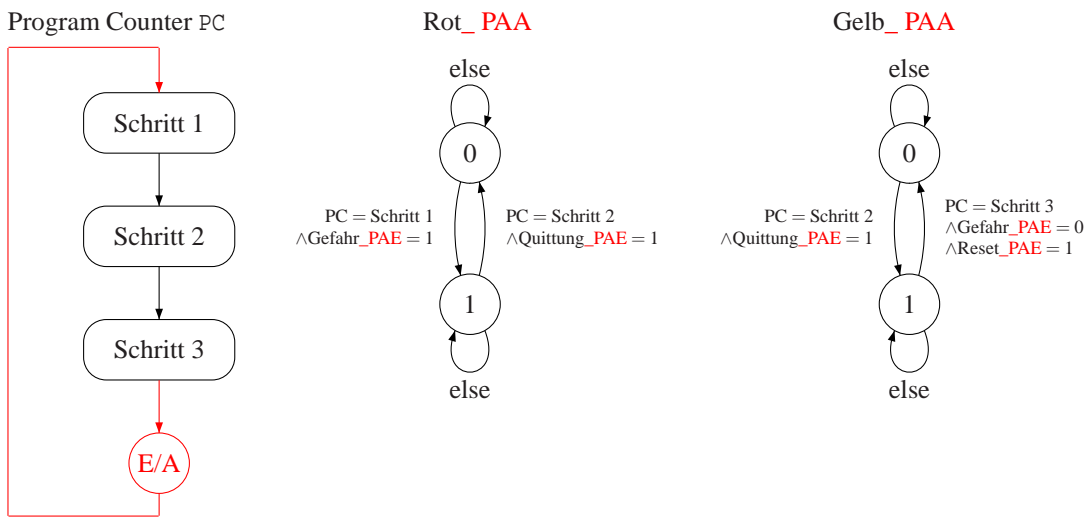 Program Counter PC
Schritt 1
Schritt 2
Schritt 3
E/A
Rot_ PAA
else
0
PC = Schritt 1
∧Gefahr_PAE = 1
PC = Schritt 2
∧Quittung_PAE = 1
1
else
Gelb_ PAA
else
0
PC = Schritt 2
∧Quittung_PAE = 1
PC = Schritt 3
∧Gefahr_PAE = 0
∧Reset_PAE = 1
1
else